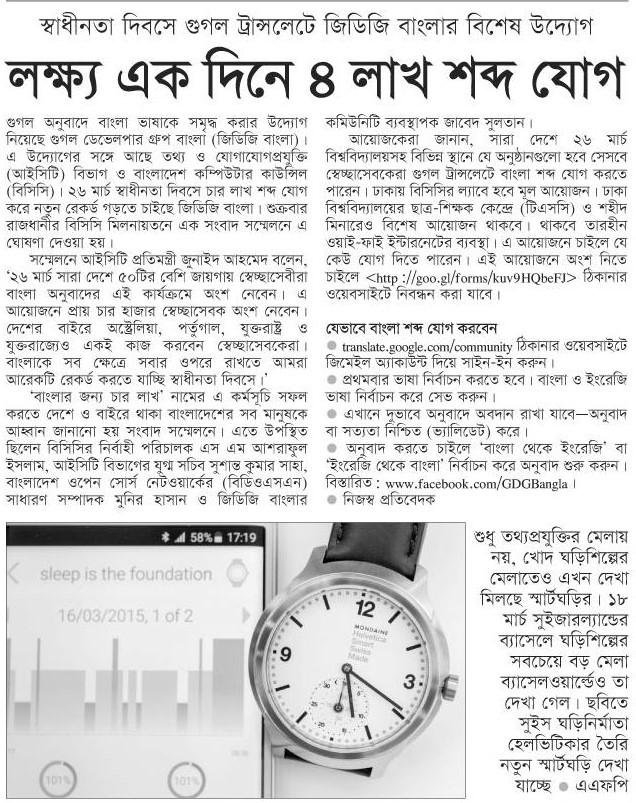 স্বাধীনতা দিবসে গুগল ট্রান্সলেটে জিডিজি বাংলার বিশেষ উদ্যোগ
লক্ষ্য এক দিনে ৪ লাখ শব্দ যোগ
গুগল অনুবাদে বাংলা ভাষাকে সমৃদ্ধ করার উদ্যোগ
নিয়েছে গুগল ডেভেলপার গ্রুপ বাংলা (জিডিজি বাংলা)।
এ উদ্যোগের সঙ্গে আছে তথ্য ও যোগাযোগপ্রযুক্তি
(আইসিটি) বিভাগ ও বাংলাদেশ কম্পিউটার কাউন্সিল
(বিসিসি)। ২৬ মার্চ স্বাধীনতা দিবসে চার লাখ শব্দ যোগ
করে নতুন রেকর্ড গড়তে চাইছে জিডিজি বাংলা। শুক্রবার
রাজধানীর বিসিসি মিলনায়তনে এক সংবাদ সম্মেলনে এ
ঘোষণা দেওয়া হয়।
সম্মেলনে আইসিটি প্রতিমন্ত্রী জুনাইদ আহমেদ বলেন,
‘২৬ মার্চ সারা দেশে ৫০টির বেশি জায়গায় স্বেচ্ছাসেবীরা
বাংলা অনুবাদের এই কার্যক্রমে অংশ নেবেন। এ
আয়োজনে প্রায় চার হাজার স্বেচ্ছাসেবক অংশ নেবেন।
দেশের বাইরে অস্ট্রেলিয়া, পর্তুগাল, যুক্তরাষ্ট্র ও
যুক্তরাজ্যেও একই কাজ করবেন স্বেচ্ছাসেবকেরা।
বাংলাকে সব ক্ষেত্রে সবার ওপরে রাখতে আমরা
আরেকটি রেকর্ড করতে যাচ্ছি স্বাধীনতা দিবসে।’
‘বাংলার জন্য চার লাখ’ নামের এ কর্মসূচি সফল
করতে দেশে ও বাইরে থাকা বাংলাদেশের সব মানুষকে
আহ্বান জানানো হয় সংবাদ সম্মেলনে। এতে উপস্থিত
ছিলেন বিসিসির নির্বাহী পরিচালক এস এম আশরাফুল
ইসলাম, আইসিটি বিভাগের যুগ্ম সচিব সুশান্ত কুমার সাহা,
বাংলাদেশ ওপেন সোর্স নেটওয়ার্কের (বিডিওএসএন)
সাধারণ সম্পাদক মুনির হাসান ও জিডিজি বাংলার
কমিউনিটি ব্যবস্থাপক জাবেদ সুলতান।
আয়োজকেরা জানান, সারা দেশে ২৬ মার্চ
বিশ্ববিদ্যালয়সহ বিভিন্ন স্থানে যে অনুষ্ঠানগুলো হবে সেসবে
স্বেচ্ছাসেবকেরা গুগল ট্রান্সলেটে বাংলা শব্দ যোগ করতে
পারেন। ঢাকায় বিসিসির ল্যাবে হবে মূল আয়োজন। ঢাকা
বিশ্ববিদ্যালয়ের ছাত্র-শিক্ষক কেন্দ্রে (টিএসসি) ও শহীদ
মিনারেও বিশেষ আয়োজন থাকবে। থাকবে তারহীন
ওয়াই-ফাই ইন্টারনেটের ব্যবস্থা। এ আয়োজনে চাইলে যে
কেউ যোগ দিতে পারেন। এই আয়োজনে অংশ নিতে
চাইলে <http://goo.gl/forms/kuv9HQbeFJ> ঠিকানার
ওয়েবসাইটে নিবন্ধন করা যাবে।
যেভাবে বাংলা শব্দ যোগ করবেন
● translate.google.com/community ঠিকানার ওয়েবসাইটে
জিমেইল অ্যাকাউন্ট দিয়ে সাইন-ইন করুন।
● প্রথমবার ভাষা নির্বাচন করতে হবে। বাংলা ও ইংরেজি
ভাষা নির্বাচন করে সেভ করুন।
● এখানে দুভাবে অনুবাদে অবদান রাখা যাবে—অনুবাদ
বা সত্যতা নিশ্চিত (ভ্যালিডেট) করে।
● অনুবাদ করতে চাইলে ‘বাংলা থেকে ইংরেজি’ বা
‘ইংরেজি থেকে বাংলা’ নির্বাচন করে অনুবাদ শুরু করুন।
বিস্তারিত : www.facebook.com/GDGBangla।
● নিজস্ব প্রতিবেদক
58% 17:19
sleep is the foundation
16/03/2015, 1 of 2
101%
101%
12
MONDAINE
Helvetica
Smart
Swiss
Made
9
3
30
শুধু তথ্যপ্রযুক্তির মেলায়
নয়, খোদ ঘড়িশিল্পের
মেলাতেও এখন দেখা
মিলছে স্মার্টঘড়ির। ১৮
মার্চ সুইজারল্যান্ডের
ব্যাসেলে ঘড়িশিল্পের
সবচেয়ে বড় মেলা
ব্যাসেলওয়ার্ল্ডেও তা
দেখা গেল। ছবিতে
সুইস ঘড়িনির্মাতা
হেলভিটিকার তৈরি
নতুন স্মার্টঘড়ি দেখা
যাচ্ছে ● এএফপি